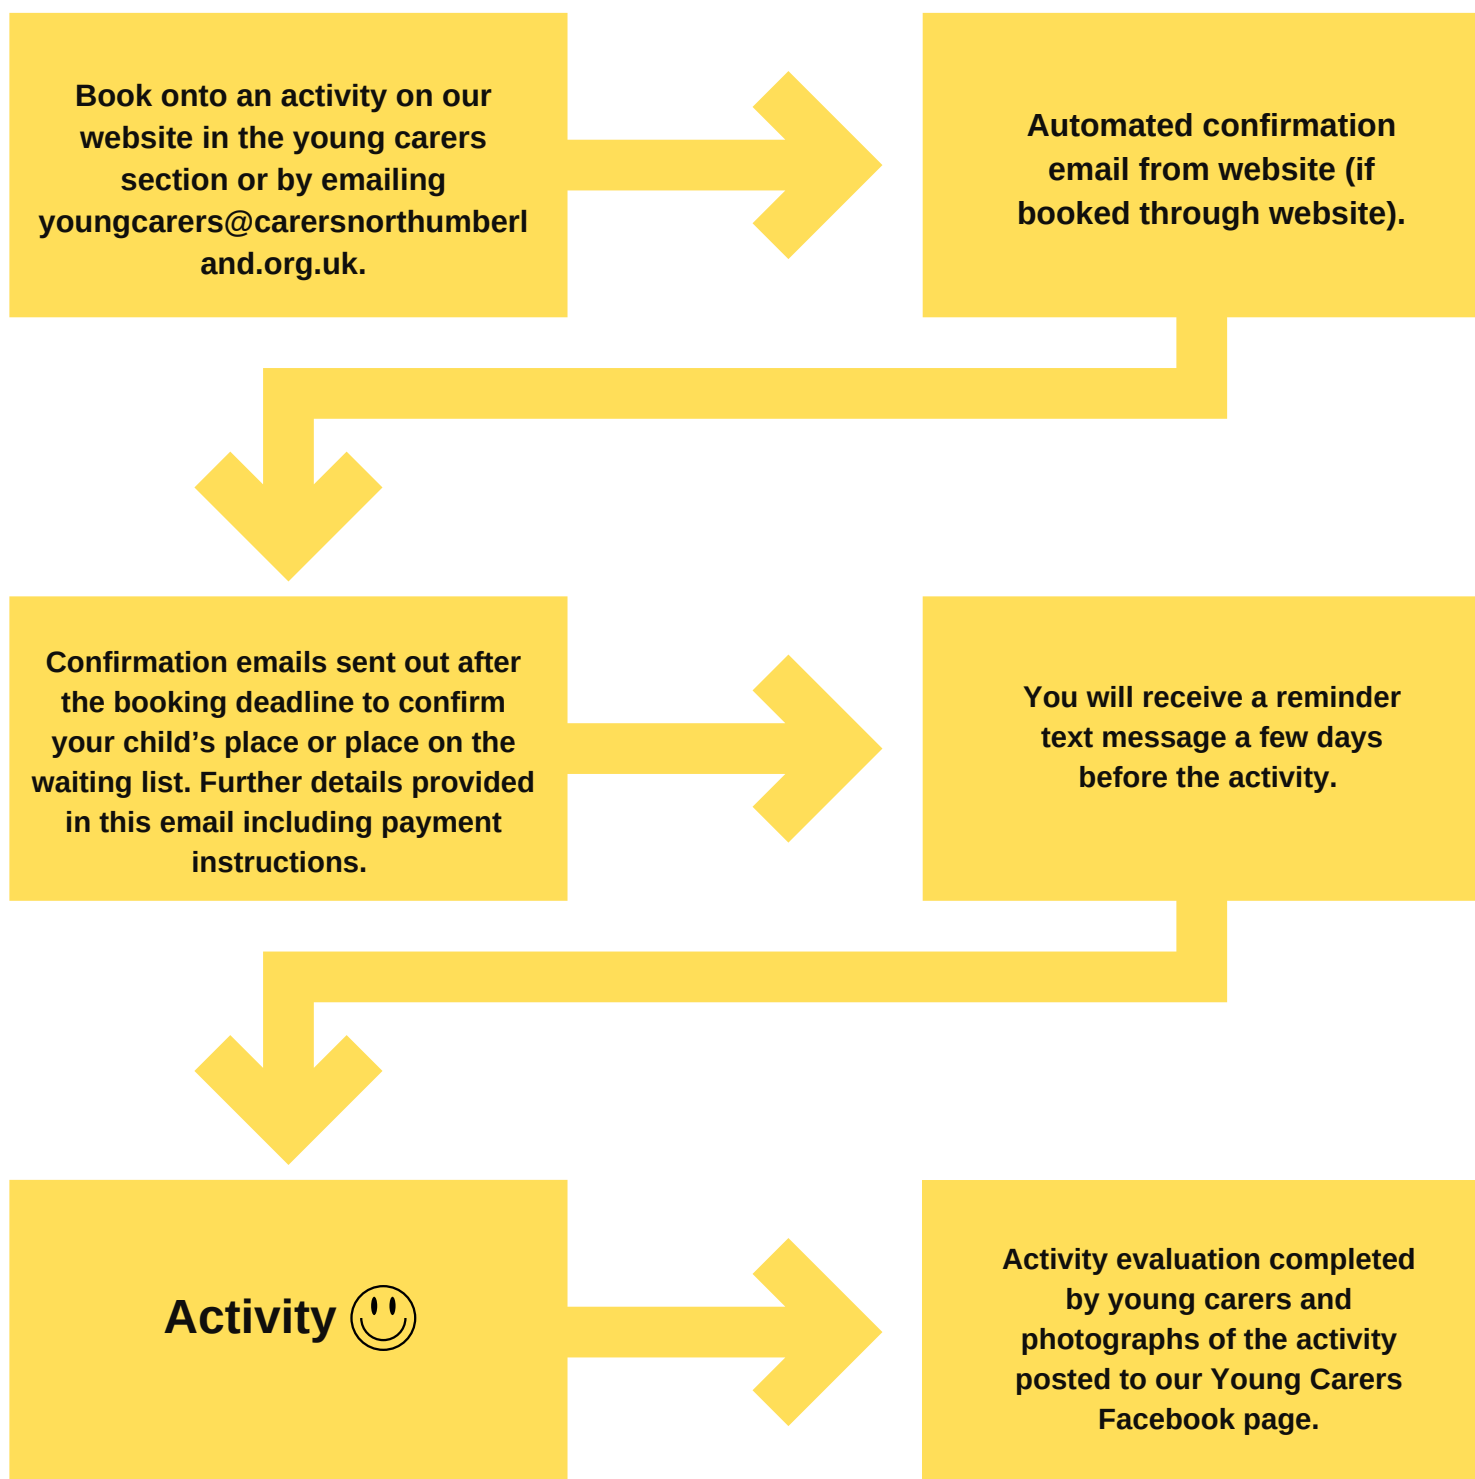 Book onto an activity on our
website in the young carers
section or by emailing
youngcarers@carersnorthumberl
and.org.uk.
Automated confirmation
email from website (if
booked through website).
Confirmation emails sent out after
the booking deadline to confirm
your child’s place or place on the
waiting list. Further details provided
in this email including payment
instructions.
You will receive a reminder
text message a few days
before the activity.
Activity
Activity evaluation completed
by young carers and
photographs of the activity
posted to our Young Carers
Facebook page.